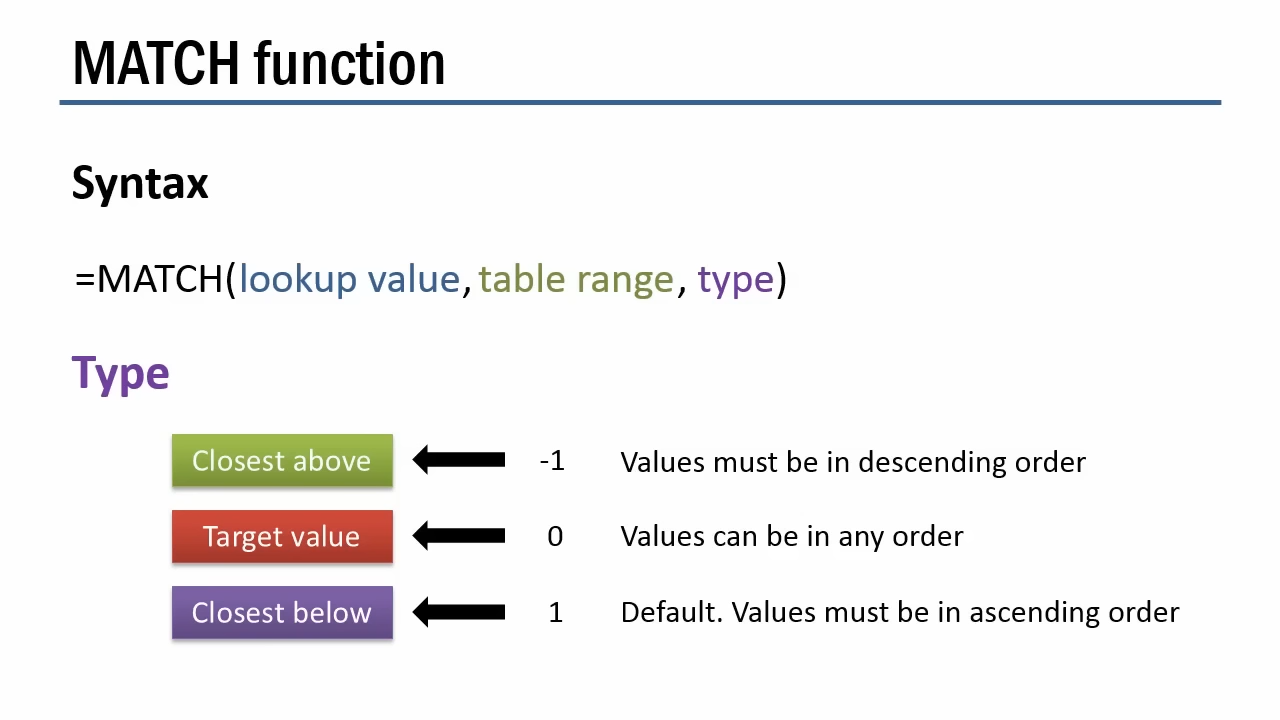 MATCH function
Syntax
=MATCH(lookup value, table range, type)
Type
Closest above -1 Values must be in descending order
Target value 0 Values can be in any order
Closest below 1 Default. Values must be in ascending order